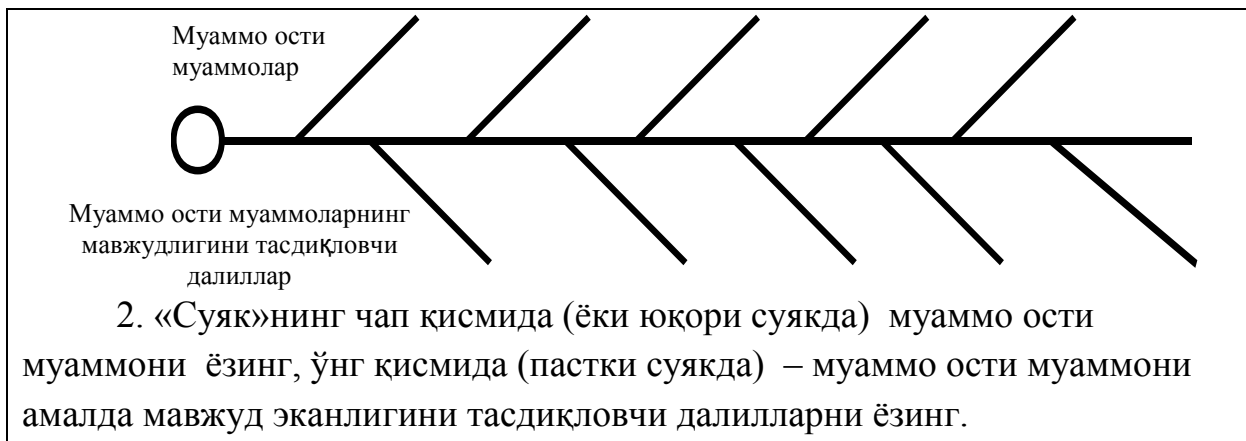 Муаммо ости
муаммолар
Муаммо ости муаммоларнинг
мавжудлигини тасдиқловчи
далиллар
2. «Суяк»нинг чап қисмида (ёки юқори суякда) муаммо ости
муаммони ёзинг, ўнг қисмида (пастки суякда) – муаммо ости муаммони
амалда мавжуд эканлигини тасдиқловчи далилларни ёзинг.